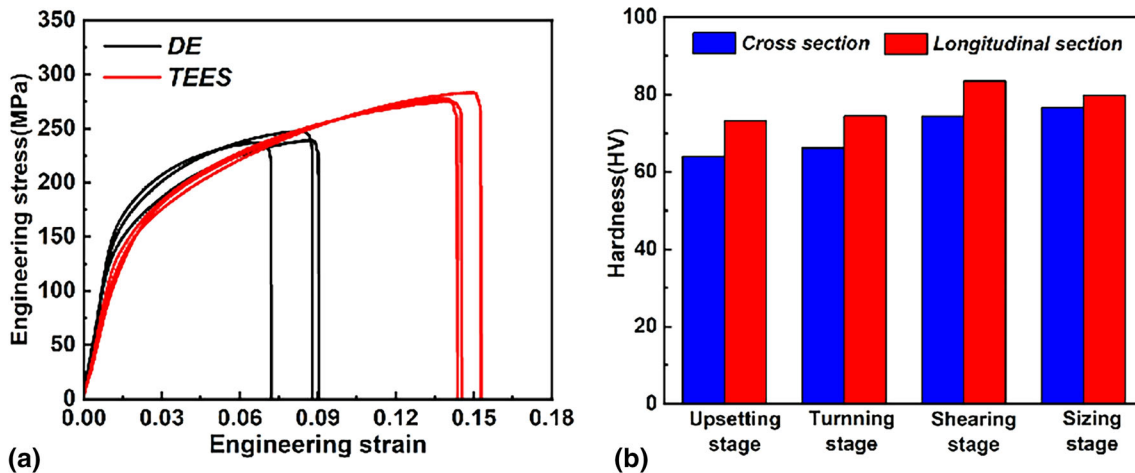 350
300
250
200
150
100
50
0
Engineering stress(MPa)
DE
TEES
0.00 0.03 0.06 0.09 0.12 0.15 0.18
Engineering strain
(a)
100
80
60
40
20
0
Hardness(HV)
Cross section Longitudinal section
Upsetting Turnning Shearing Sizing
stage stage stage stage
(b)